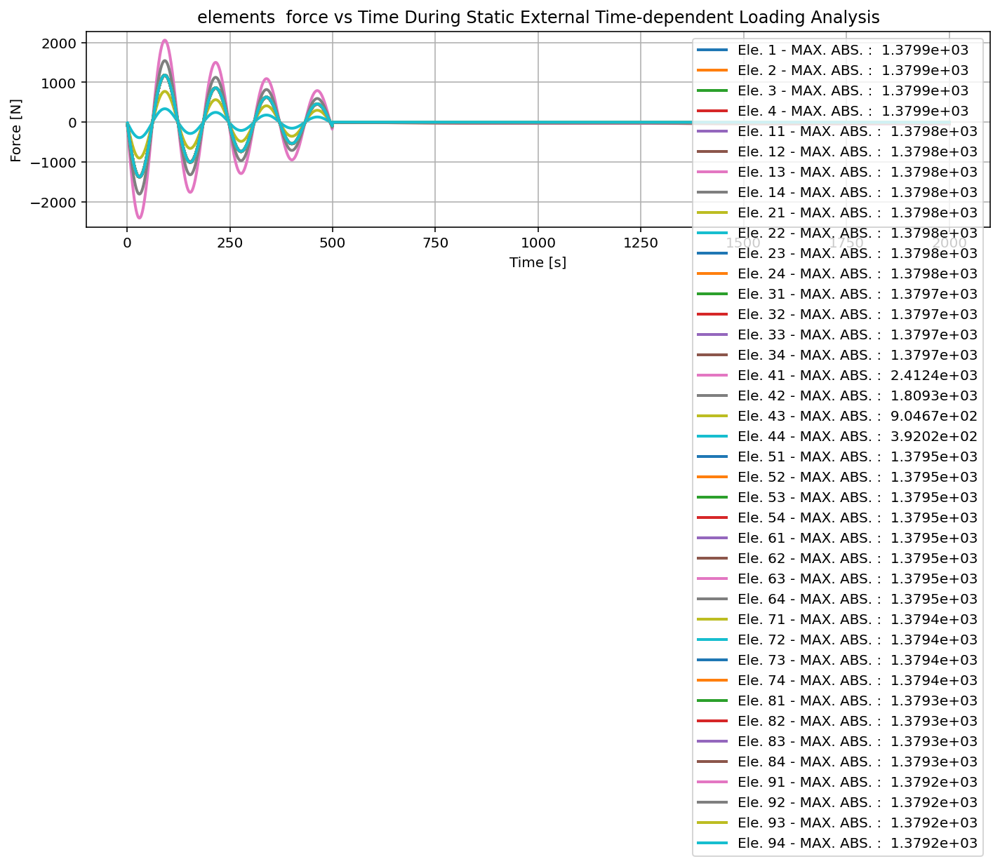 elements  force vs Time During Static External Time-dependent Loading Analysis
Force [N]
2000
1000
0
−1000
−2000
0 250 500 750 1000 1250 1500 1750 2000
Time [s]
Ele. 1 - MAX. ABS. :  1.3799e+03
Ele. 2 - MAX. ABS. :  1.3799e+03
Ele. 3 - MAX. ABS. :  1.3799e+03
Ele. 4 - MAX. ABS. :  1.3799e+03
Ele. 11 - MAX. ABS. :  1.3798e+03
Ele. 12 - MAX. ABS. :  1.3798e+03
Ele. 13 - MAX. ABS. :  1.3798e+03
Ele. 14 - MAX. ABS. :  1.3798e+03
Ele. 21 - MAX. ABS. :  1.3798e+03
Ele. 22 - MAX. ABS. :  1.3798e+03
Ele. 23 - MAX. ABS. :  1.3798e+03
Ele. 24 - MAX. ABS. :  1.3798e+03
Ele. 31 - MAX. ABS. :  1.3797e+03
Ele. 32 - MAX. ABS. :  1.3797e+03
Ele. 33 - MAX. ABS. :  1.3797e+03
Ele. 34 - MAX. ABS. :  1.3797e+03
Ele. 41 - MAX. ABS. :  2.4124e+03
Ele. 42 - MAX. ABS. :  1.8093e+03
Ele. 43 - MAX. ABS. :  9.0467e+02
Ele. 44 - MAX. ABS. :  3.9202e+02
Ele. 51 - MAX. ABS. :  1.3795e+03
Ele. 52 - MAX. ABS. :  1.3795e+03
Ele. 53 - MAX. ABS. :  1.3795e+03
Ele. 54 - MAX. ABS. :  1.3795e+03
Ele. 61 - MAX. ABS. :  1.3795e+03
Ele. 62 - MAX. ABS. :  1.3795e+03
Ele. 63 - MAX. ABS. :  1.3795e+03
Ele. 64 - MAX. ABS. :  1.3795e+03
Ele. 71 - MAX. ABS. :  1.3794e+03
Ele. 72 - MAX. ABS. :  1.3794e+03
Ele. 73 - MAX. ABS. :  1.3794e+03
Ele. 74 - MAX. ABS. :  1.3794e+03
Ele. 81 - MAX. ABS. :  1.3793e+03
Ele. 82 - MAX. ABS. :  1.3793e+03
Ele. 83 - MAX. ABS. :  1.3793e+03
Ele. 84 - MAX. ABS. :  1.3793e+03
Ele. 91 - MAX. ABS. :  1.3792e+03
Ele. 92 - MAX. ABS. :  1.3792e+03
Ele. 93 - MAX. ABS. :  1.3792e+03
Ele. 94 - MAX. ABS. :  1.3792e+03